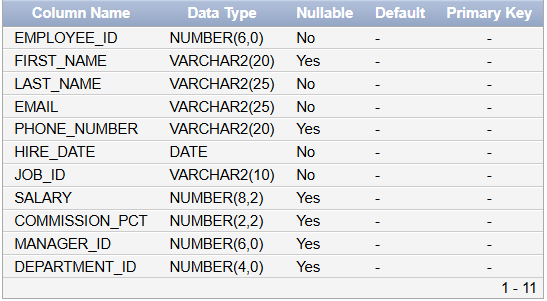 Column Name Data Type Nullable Default Primary Key
EMPLOYEE_ID NUMBER(6,0) No - -
FIRST_NAME VARCHAR2(20) Yes - -
LAST_NAME VARCHAR2(25) No - -
EMAIL VARCHAR2(25) No - -
PHONE_NUMBER VARCHAR2(20) Yes - -
HIRE_DATE DATE No - -
JOB_ID VARCHAR2(10) No - -
SALARY NUMBER(8,2) Yes - -
COMMISSION_PCT NUMBER(2,2) Yes - -
MANAGER_ID NUMBER(6,0) Yes - -
DEPARTMENT_ID NUMBER(4,0) Yes - -
1 - 11